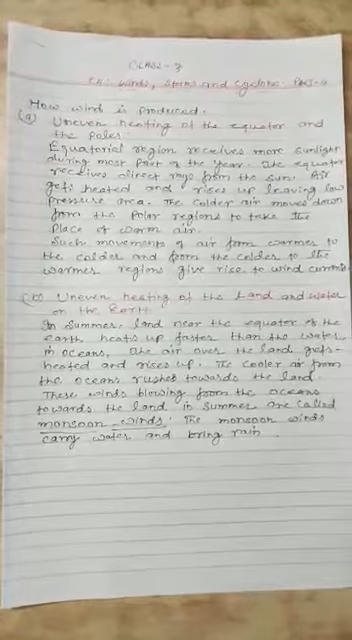 CLASS-7
Ch: Winds, Storms and Cyclone. Part-4
How wind is produced.
(a) Uneven heating of the equator and
the poles.
Equatorial region receives more sunlight
during most part of the year. The equator
receives direct rays from the sun. Air
gets heated and rises up leaving low
pressure area. The colder air moves down
from the polar regions to take the
place of warm air.
Such movements of air from warmer to
the colder and from the colder to the
warmer regions give rise to wind currents.
(b) Uneven heating of the Land and water
on the Earth
In Summer, land near the equator of the
earth heats up faster than the water
in oceans. The air over the land gets
heated and rises up. The cooler air from
the oceans rushes towards the land.
These winds blowing from the oceans
towards the land in Summer are called
monsoon winds. The monsoon winds
carry water and bring rain.